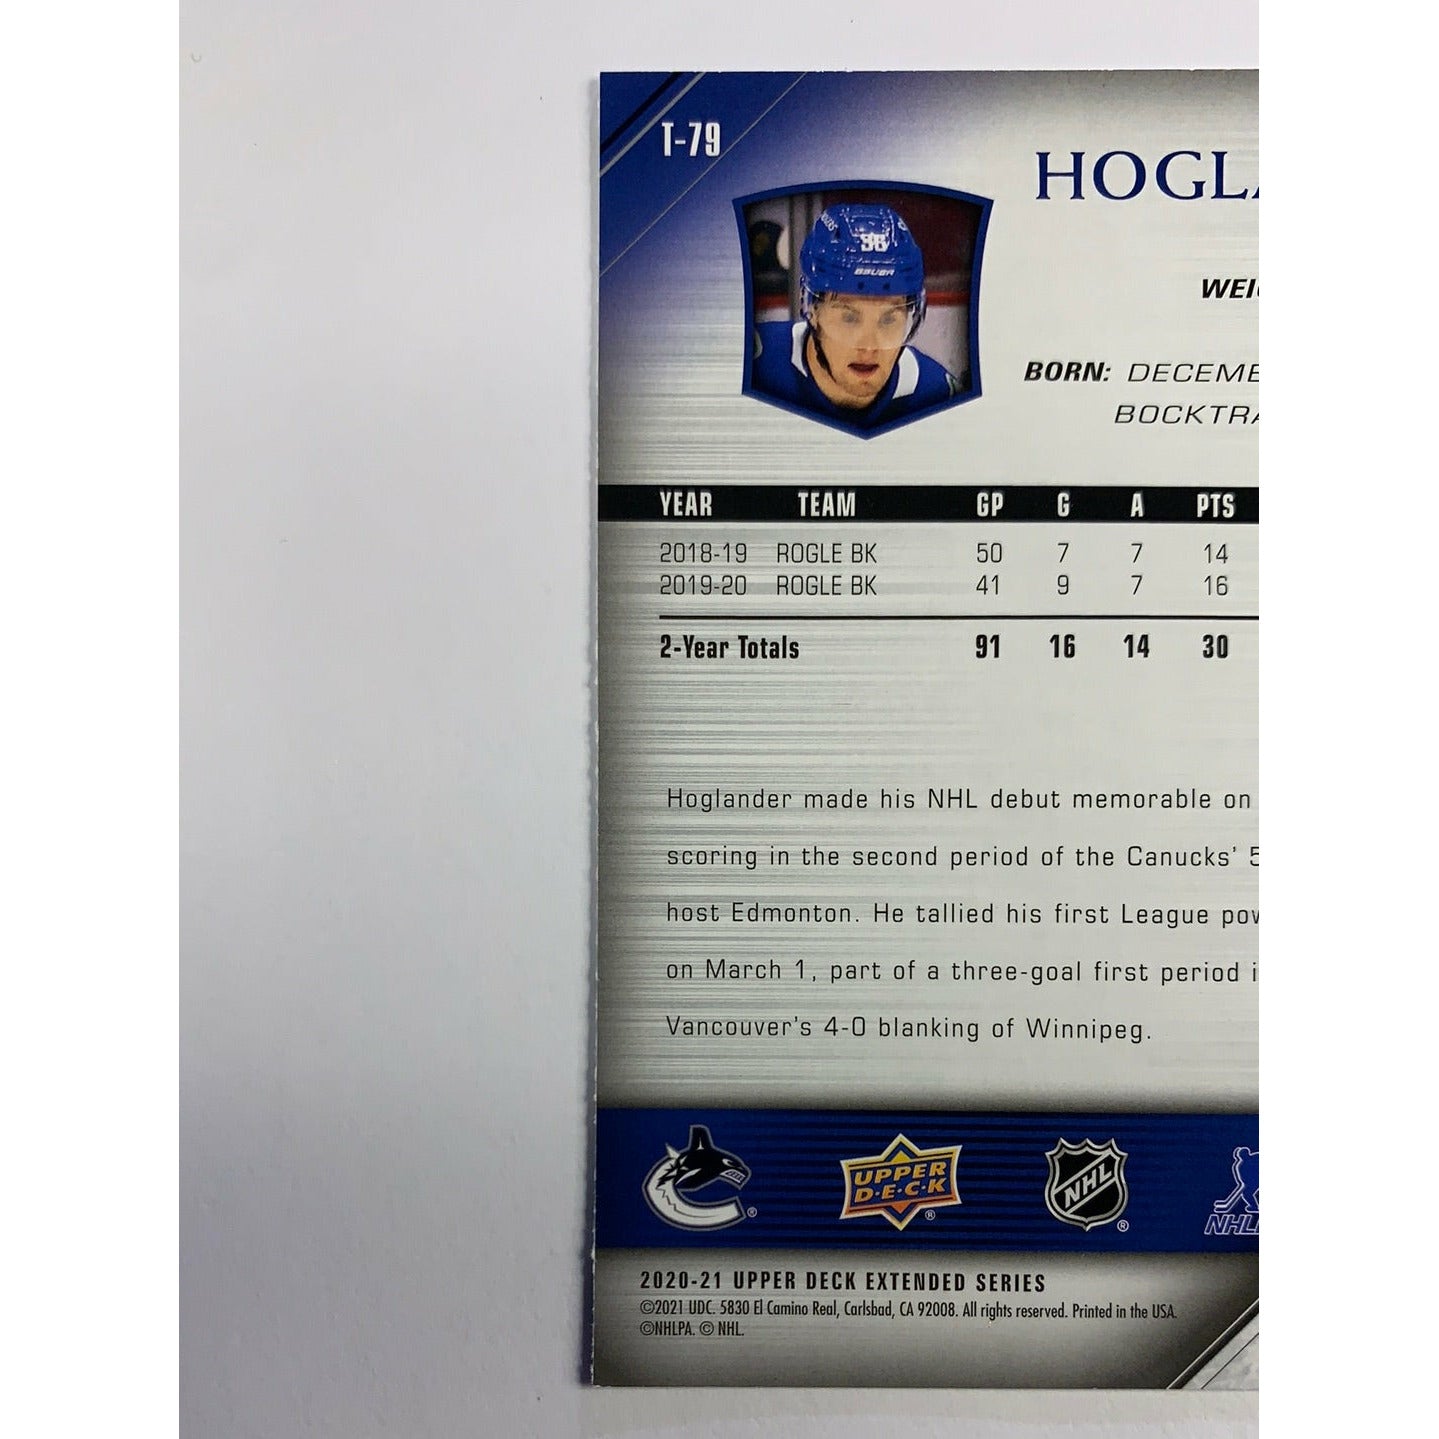 T-79
HOGLA
36
BAUER
WEI
BORN: DECEME
BOCKTRA
YEAR TEAM GP G A PTS
2018-19 ROGLE BK 50 7 7 14
2019-20 ROGLE BK 41 9 7 16
2-Year Totals 91 16 14 30
Hoglander made his NHL debut memorable on
scoring in the second period of the Canucks' 5
host Edmonton. He tallied his first League pow
on March 1, part of a three-goal first period i
Vancouver's 4-0 blanking of Winnipeg.
UPPER
D·E·C·K
NHL
NHL
2020-21 UPPER DECK EXTENDED SERIES
©2021 UDC. 5830 El Camino Real, Carlsbad, CA 92008. All rights reserved. Printed in the USA.
©NHLPA. © NHL.